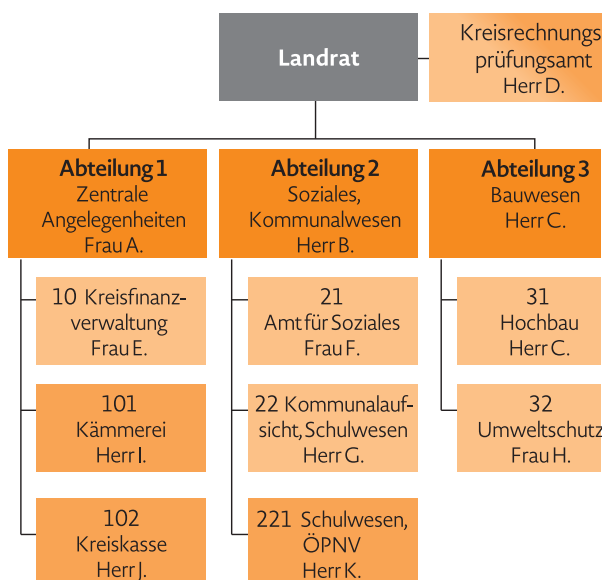 Landrat
Kreisrechnungs
prüfungsamt
Herr D.
Abteilung 1
Zentrale
Angelegenheiten
Frau A.
Abteilung 2
Soziales,
Kommunalwesen
Herr B.
Abteilung 3
Bauwesen
Herr C.
10 Kreisfinanz-
verwaltung
Frau E.
21
Amt für Soziales
Frau F.
31
Hochbau
Herr C.
101
Kämmerei
Herr I.
22 Kommunalauf-
sicht, Schulwesen
Herr G.
32
Umweltschutz
Frau H.
102
Kreiskasse
Herr J.
221 Schulwesen,
ÖPNV
Herr K.